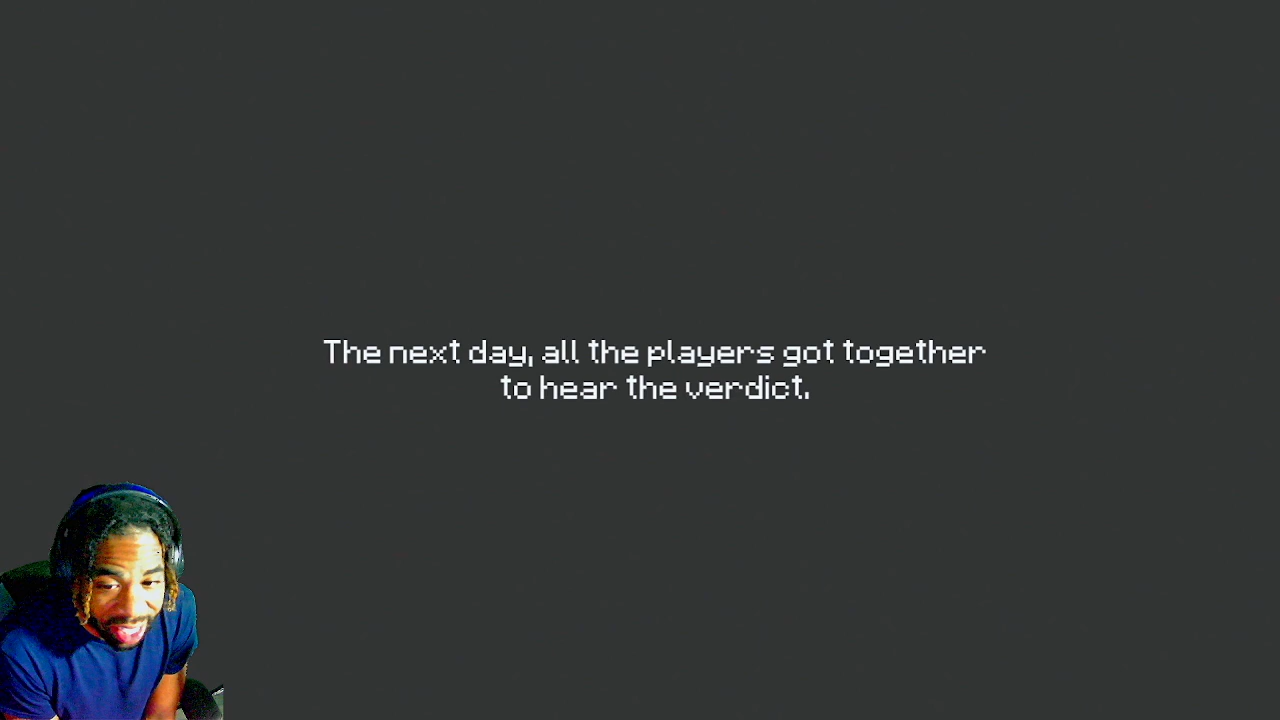 The next day, all the players got together
to hear the verdict.